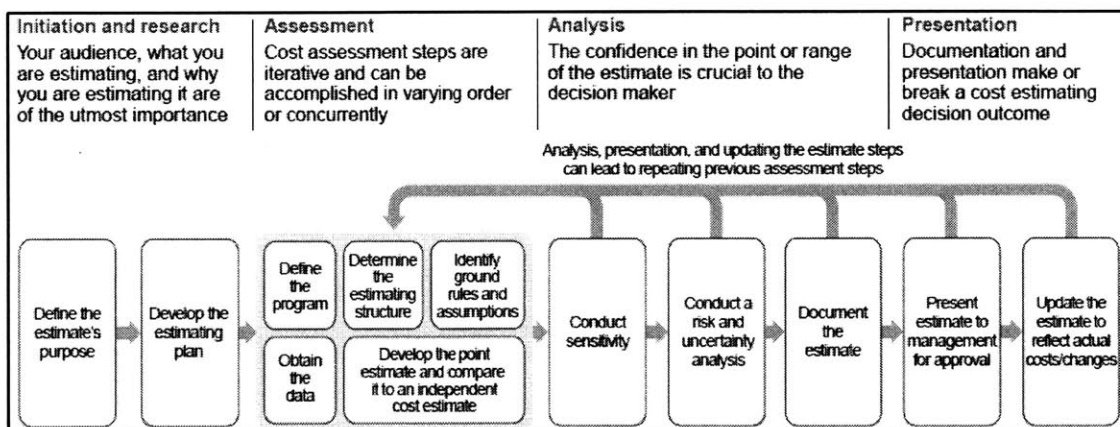 Initiation and research
Your audience, what you
are estimating, and why
you are estimating it are
of the utmost importance
Assessment
Cost assessment steps are
iterative and can be
accomplished in varying order
or concurrently
Analysis
The confidence in the point or range
of the estimate is crucial to the
decision maker
Presentation
Documentation and
presentation make or
break a cost estimating
decision outcome
Analysis, presentation, and updating the estimate steps
can lead to repeating previous assessment steps
Define the
estimate's
purpose
Develop the
estimating
plan
Define
the
program
Determine
the
estimating
structure
Identify
ground
rules and
assumptions
Obtain
the
data
Develop the point
estimate and compare
it to an independent
cost estimate
Conduct
sensitivity
Conduct a
risk and
uncertainty
analysis
Document
the
estimate
Present
estimate to
management
for approval
Update the
estimate to
reflect actual
costs/changes